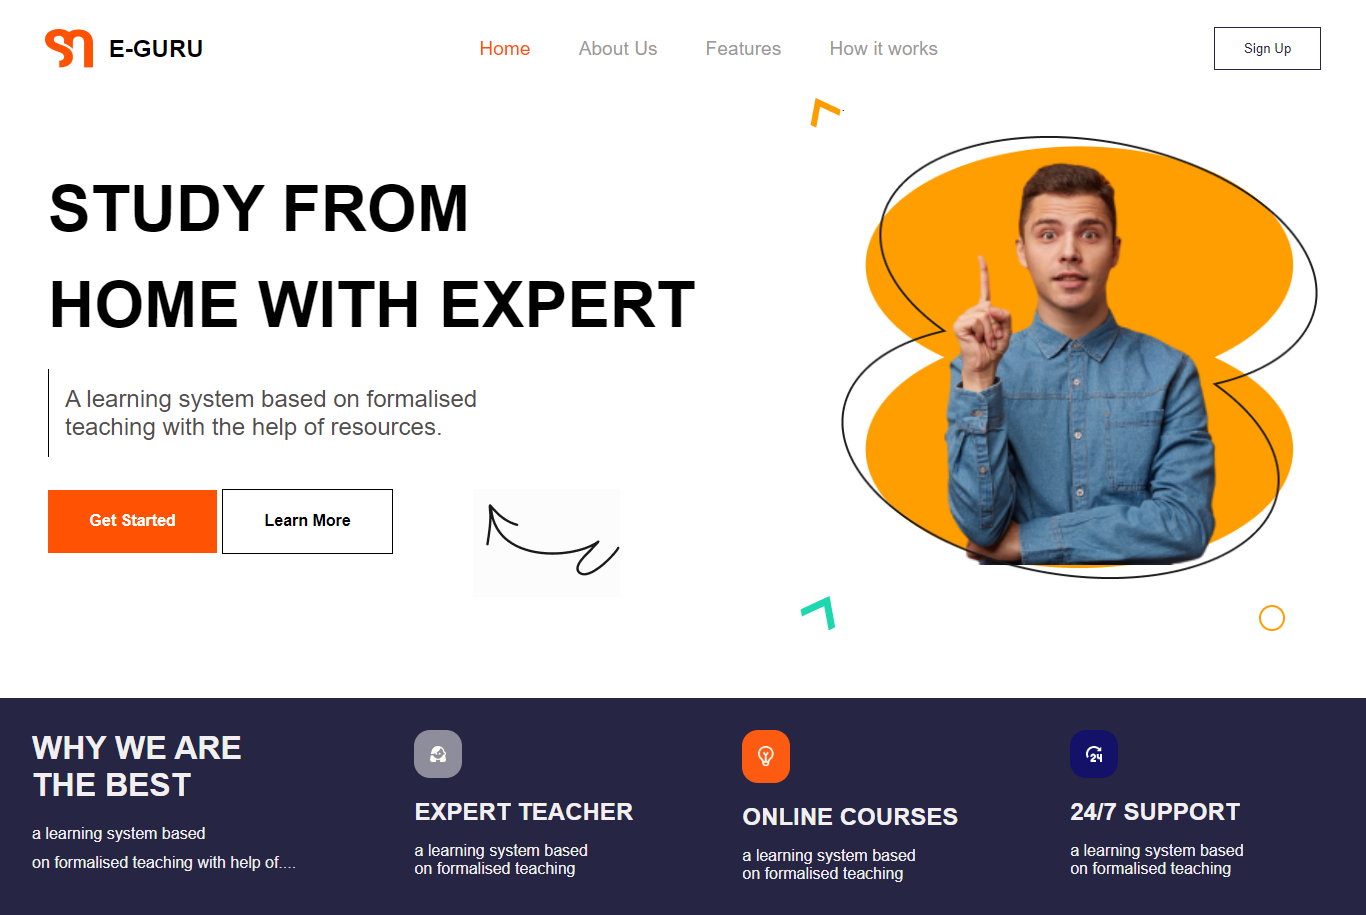 E-GURU
Home
About Us
Features
How it works
Sign Up
STUDY FROM
HOME WITH EXPERT
A learning system based on formalised
teaching with the help of resources.
Get Started
Learn More
WHY WE ARE
THE BEST
a learning system based
on formalised teaching with help of....
EXPERT TEACHER
a learning system based
on formalised teaching
ONLINE COURSES
a learning system based
on formalised teaching
24
24/7 SUPPORT
a learning system based
on formalised teaching